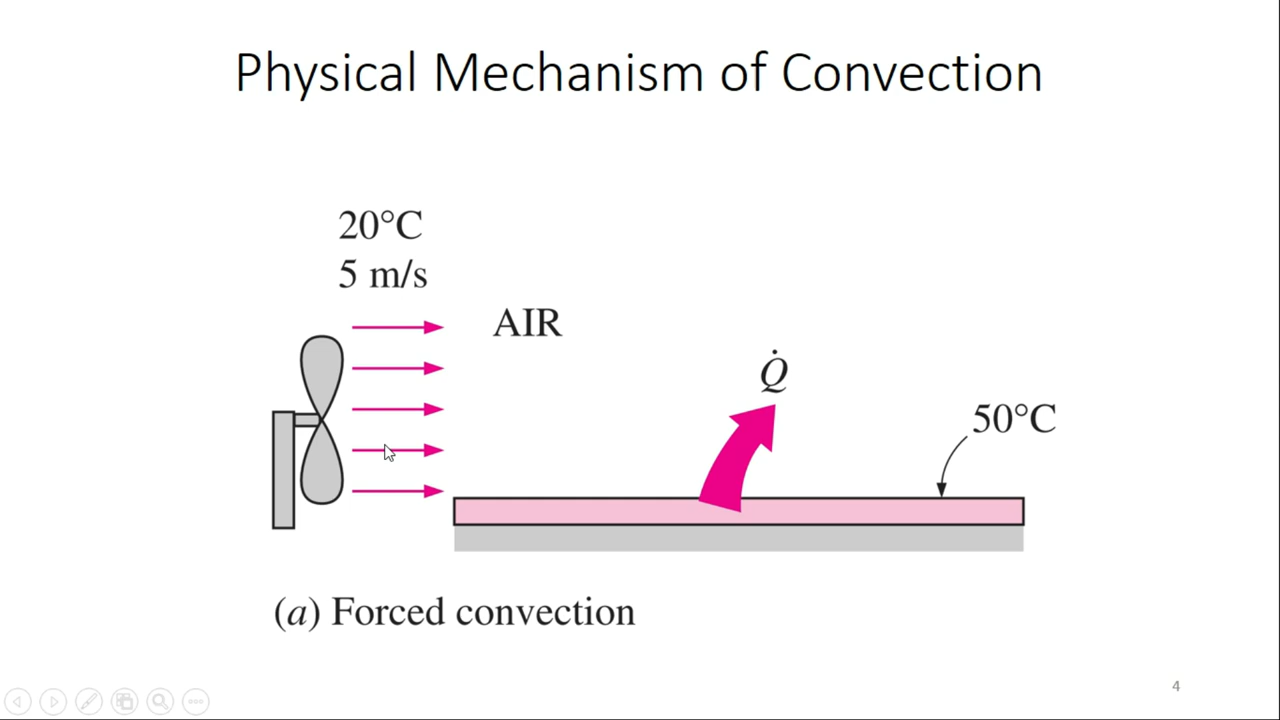 Physical Mechanism of Convection
20°C
5 m/s
AIR
Q̇
50°C
(a) Forced convection
4